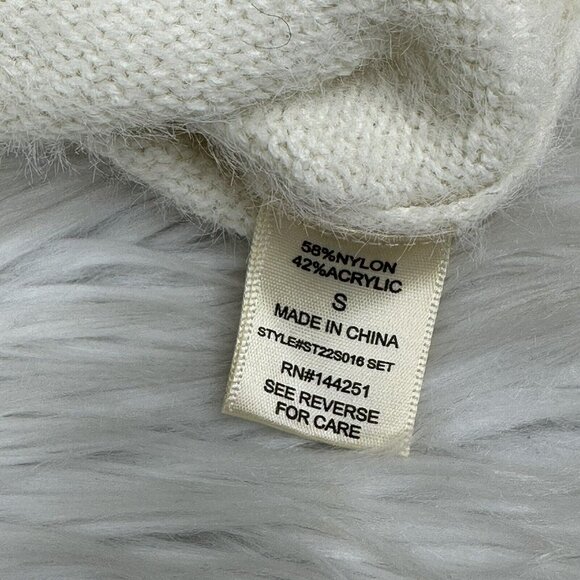 58%NYLON
42%ACRYLIC
S
MADE IN CHINA
STYLE#ST22S016 SET
RN#144251
SEE REVERSE
FOR CARE